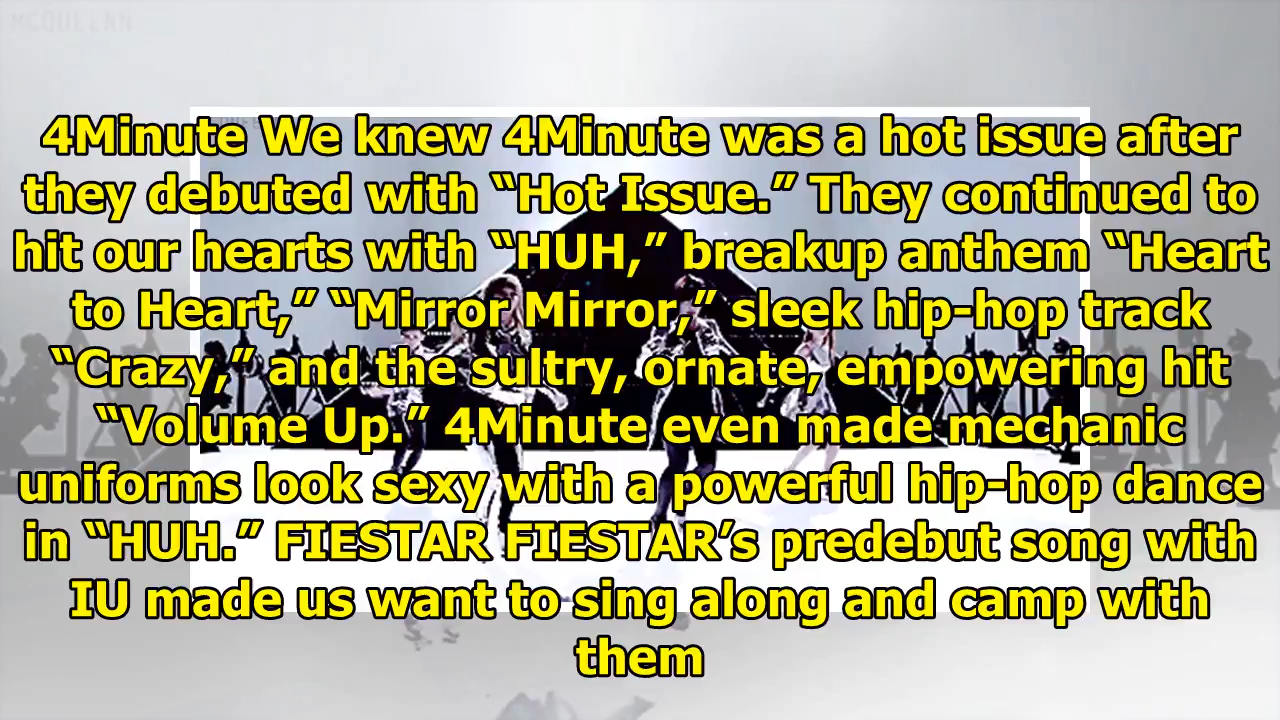 MCQUEENN
4Minute We knew 4Minute was a hot issue after
they debuted with “Hot Issue.” They continued to
hit our hearts with “HUH,” breakup anthem “Heart
to Heart,” “Mirror Mirror,” sleek hip-hop track
“Crazy,” and the sultry, ornate, empowering hit
“Volume Up.” 4Minute even made mechanic
uniforms look sexy with a powerful hip-hop dance
in “HUH.” FIESTAR FIESTAR’s predebut song with
IU made us want to sing along and camp with
them